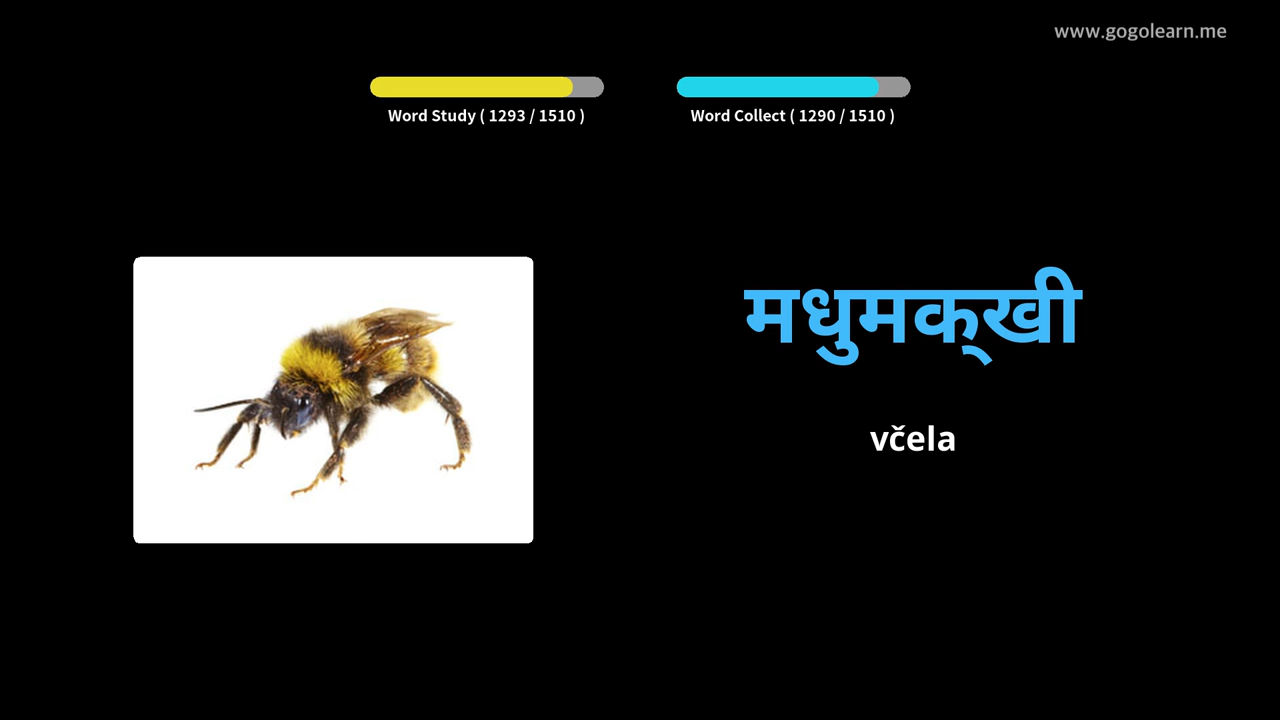 www.gogolearn.me
Word Study ( 1293 / 1510 )
Word Collect ( 1290 / 1510 )
मधुमक्‍खी
včela